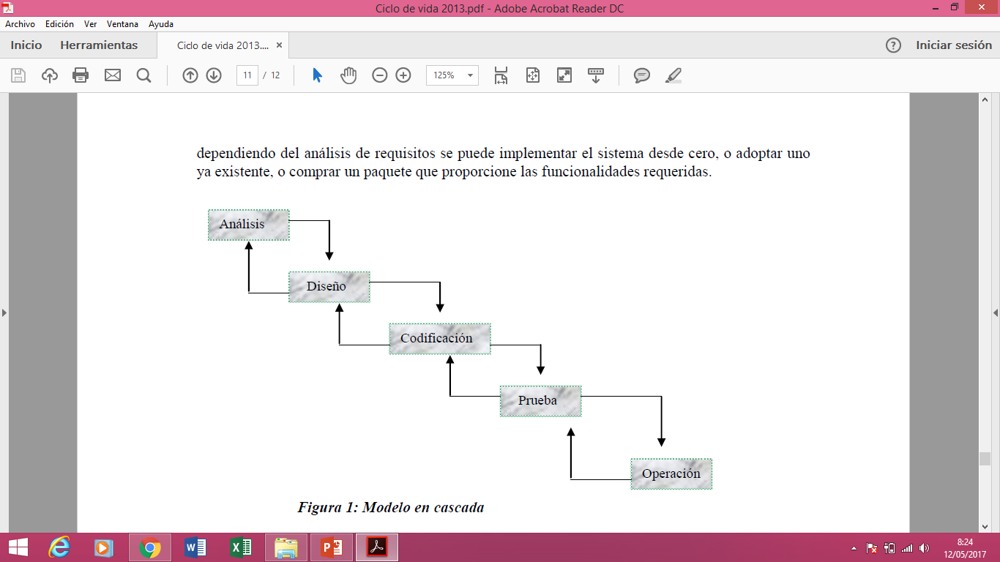 Ciclo de vida 2013.pdf - Adobe Acrobat Reader DC
Archivo Edición Ver Ventana Ayuda
Inicio Herramientas Ciclo de vida 2013.... × ? Iniciar sesión
11 / 12 125%
dependiendo del análisis de requisitos se puede implementar el sistema desde cero, o adoptar uno
ya existente, o comprar un paquete que proporcione las funcionalidades requeridas.
Análisis
Diseño
Codificación
Prueba
Operación
Figura 1: Modelo en cascada
8:24
12/05/2017